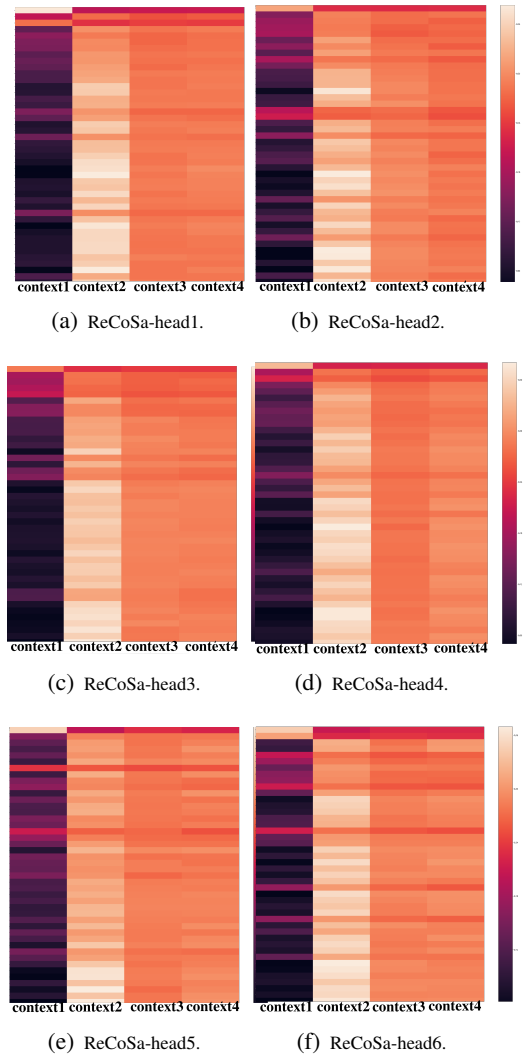 context1 context2 context3 context4
context1 context2 context3 context4
(a) ReCoSa-head1.
(b) ReCoSa-head2.
context1 context2 context3 context4
context1 context2 context3 context4
(c) ReCoSa-head3.
(d) ReCoSa-head4.
context1 context2 context3 context4
context1 context2 context3 context4
(e) ReCoSa-head5.
(f) ReCoSa-head6.